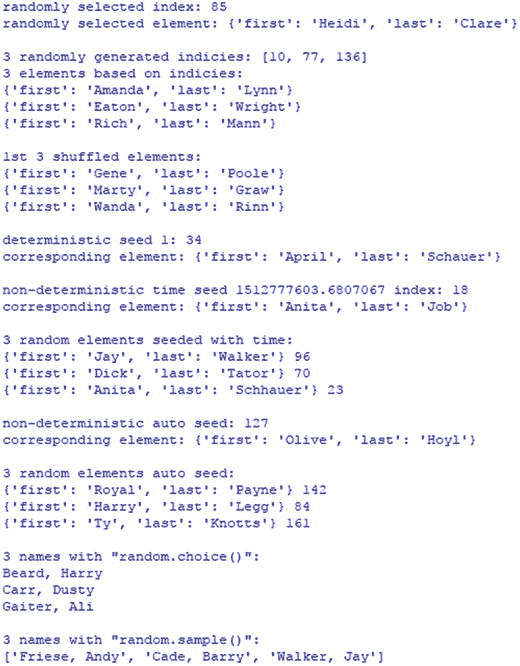 randomly selected index: 85
randomly selected element: {'first': 'Heidi', 'last': 'Clare'}
3 randomly generated indicies: [10, 77, 136]
3 elements based on indicies:
{'first': 'Amanda', 'last': 'Lynn'}
{'first': 'Eaton', 'last': 'Wright'}
{'first': 'Rich', 'last': 'Mann'}
1st 3 shuffled elements:
{'first': 'Gene', 'last': 'Poole'}
{'first': 'Marty', 'last': 'Graw'}
{'first': 'Wanda', 'last': 'Rinn'}
deterministic seed 1: 34
corresponding element: {'first': 'April', 'last': 'Schauer'}
non-deterministic time seed 1512777603.6807067 index: 18
corresponding element: {'first': 'Anita', 'last': 'Job'}
3 random elements seeded with time:
{'first': 'Jay', 'last': 'Walker'} 96
{'first': 'Dick', 'last': 'Tator'} 70
{'first': 'Anita', 'last': 'Schhauer'} 23
non-deterministic auto seed: 127
corresponding element: {'first': 'Olive', 'last': 'Hoyl'}
3 random elements auto seed:
{'first': 'Royal', 'last': 'Payne'} 142
{'first': 'Harry', 'last': 'Legg'} 84
{'first': 'Ty', 'last': 'Knotts'} 161
3 names with "random.choice()":
Beard, Harry
Carr, Dusty
Gaiter, Ali
3 names with "random.sample()":
['Friese, Andy', 'Cade, Barry', 'Walker, Jay']